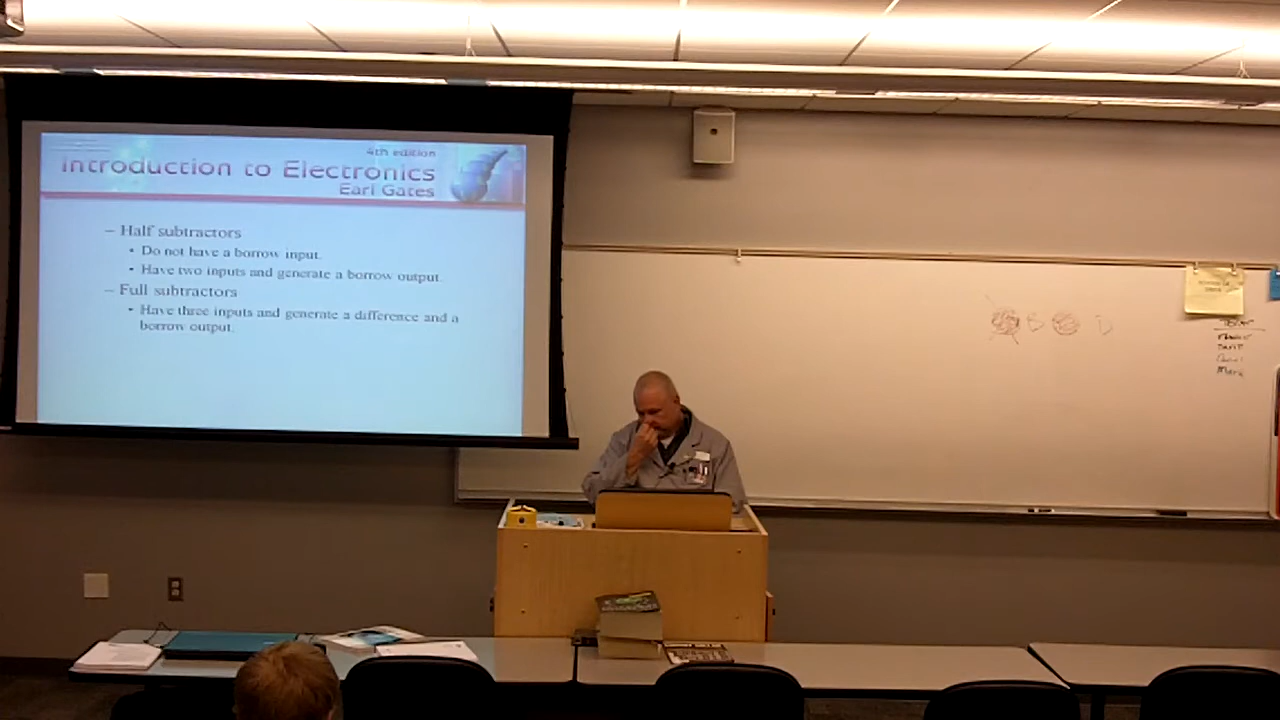 4th edition
Introduction to Electronics
Earl Gates
– Half subtractors
• Do not have a borrow input.
• Have two inputs and generate a borrow output.
– Full subtractors
• Have three inputs and generate a difference and a
borrow output.
B D